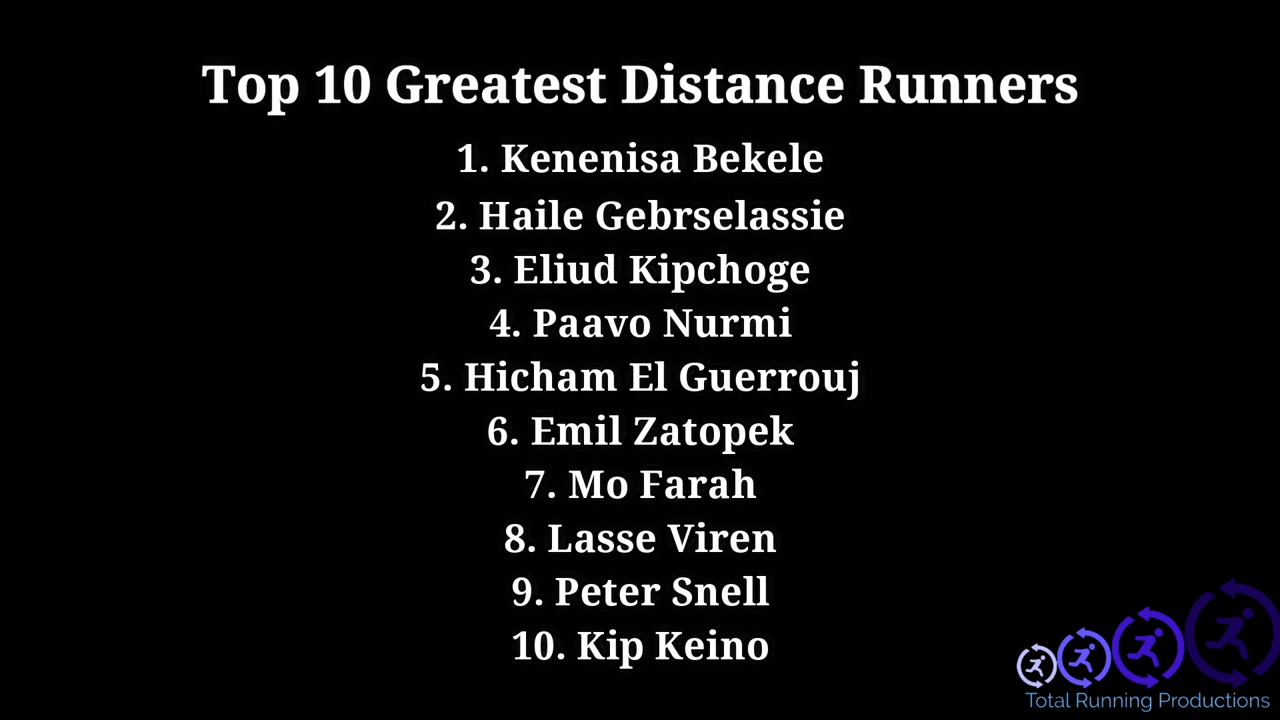 Top 10 Greatest Distance Runners
1. Kenenisa Bekele
2. Haile Gebrselassie
3. Eliud Kipchoge
4. Paavo Nurmi
5. Hicham El Guerrouj
6. Emil Zatopek
7. Mo Farah
8. Lasse Viren
9. Peter Snell
10. Kip Keino
Total Running Productions